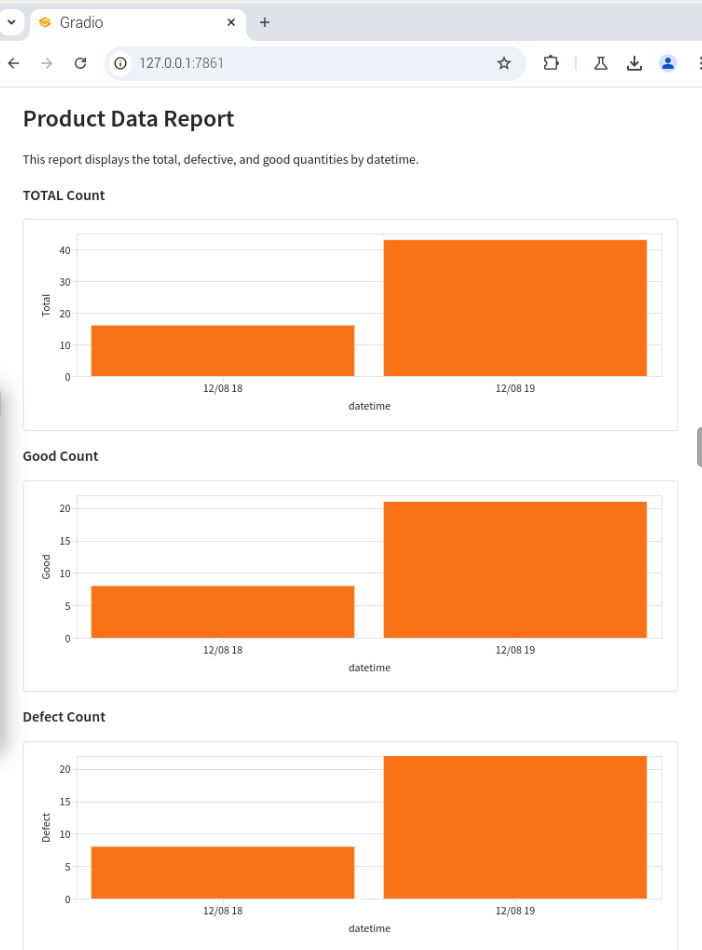 Gradio
127.0.0.1:7861
Product Data Report
This report displays the total, defective, and good quantities by datetime.
TOTAL Count
Total
40
30
20
10
0
12/08 18
12/08 19
datetime
Good Count
Good
20
15
10
5
0
12/08 18
12/08 19
datetime
Defect Count
Defect
20
15
10
5
0
12/08 18
12/08 19
datetime